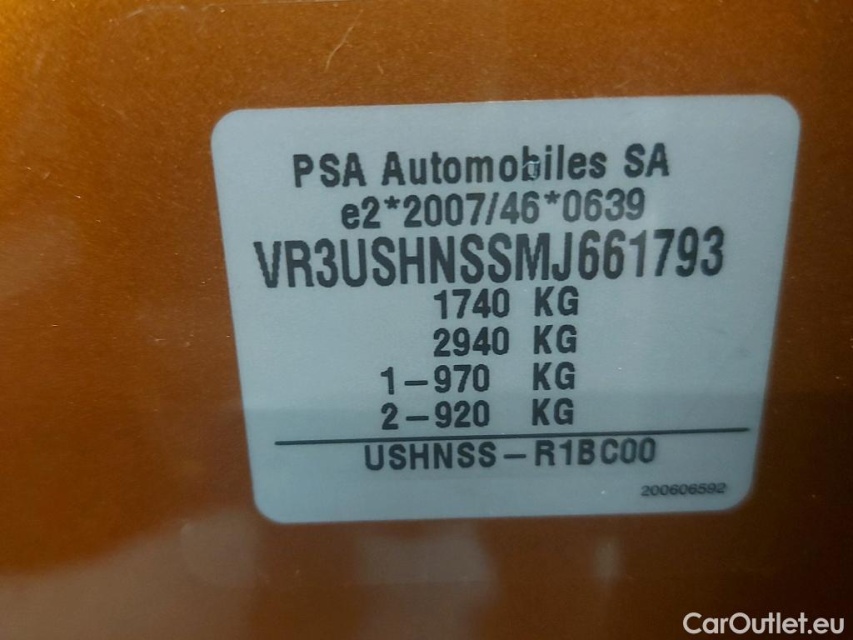 PSA Automobiles SA
e2*2007/46*0639
VR3USHNSSMJ661793
1740 KG
2940 KG
1-970 KG
2-920 KG
USHNSS-R1BC00
200606592
CarOutlet.eu